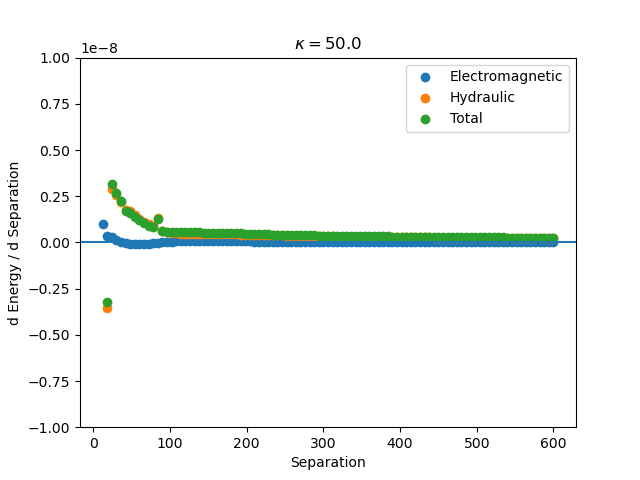 κ = 50.0
1e−8
1.00
0.75
0.50
0.25
0.00
−0.25
−0.50
−0.75
−1.00
d Energy / d Separation
Electromagnetic
Hydraulic
Total
0 100 200 300 400 500 600
Separation